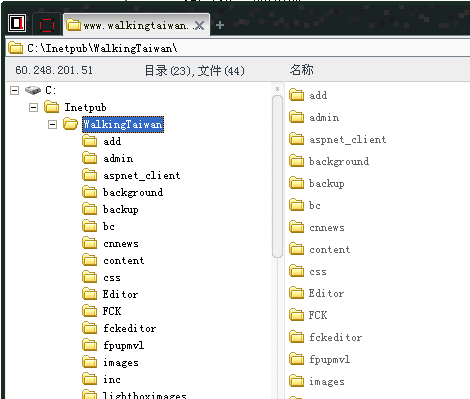 www.walkingtaiwan...
C:\Inetpub\WalkingTaiwan\
60.248.201.51 目录(23),文件(44) 名称
C:
Inetpub
WalkingTaiwan
add
admin
aspnet_client
background
backup
bc
cnnews
content
css
Editor
FCK
fckeditor
fpupmvl
images
inc
lightboximages
add
admin
aspnet_client
background
backup
bc
cnnews
content
css
Editor
FCK
fckeditor
fpupmvl
images